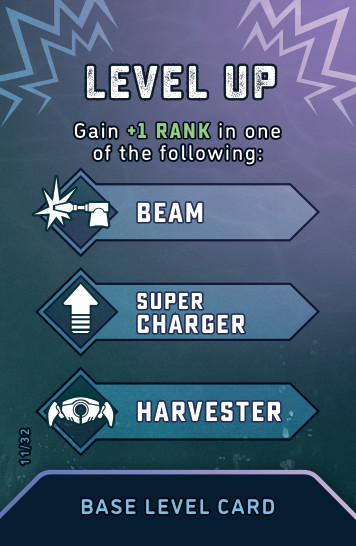 LEVEL UP
Gain +1 RANK in one
of the following:
BEAM
SUPER
CHARGER
HARVESTER
11/32
BASE LEVEL CARD